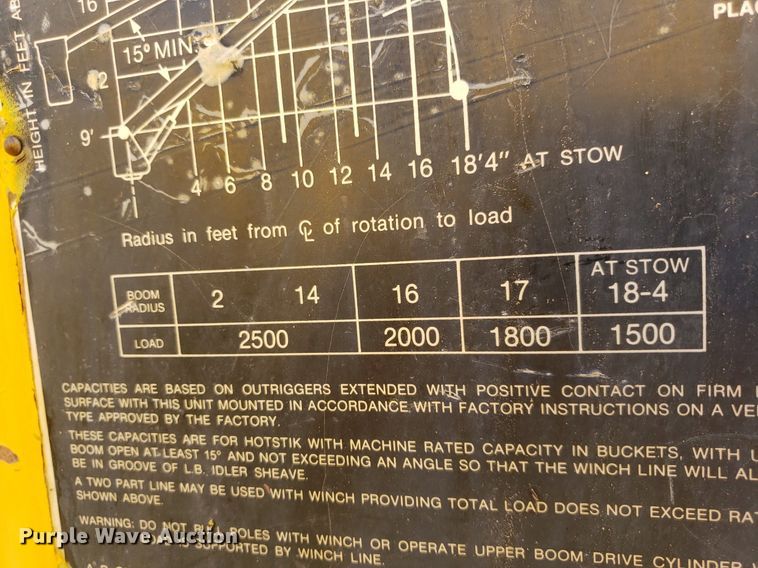 PLA
16
HEIGHT IN FEET AB
15° MIN.
2
9'
4 6 8 10 12 14 16 18'4" AT STOW
Radius in feet from ℄ of rotation to load
BOOM RADIUS 2 14 16 17 AT STOW 18-4
LOAD 2500 2000 1800 1500
CAPACITIES ARE BASED ON OUTRIGGERS EXTENDED WITH POSITIVE CONTACT ON FIRM
SURFACE WITH THIS UNIT MOUNTED IN ACCORDANCE WITH FACTORY INSTRUCTIONS ON A VE
TYPE APPROVED BY THE FACTORY.
THESE CAPACITIES ARE FOR HOTSTIK WITH MACHINE RATED CAPACITY IN BUCKETS, WITH U
BOOM OPEN AT LEAST 15° AND NOT EXCEEDING AN ANGLE SO THAT THE WINCH LINE WILL AL
BE IN GROOVE OF L.B. IDLER SHEAVE.
A TWO PART LINE MAY BE USED WITH WINCH PROVIDING TOTAL LOAD DOES NOT EXCEED RAT
SHOWN ABOVE.
WARNING: DO NOT PULL POLES WITH WINCH OR OPERATE UPPER BOOM DRIVE CYLINDER
IS SUPPORTED BY WINCH LINE.
Purple Wave Auction